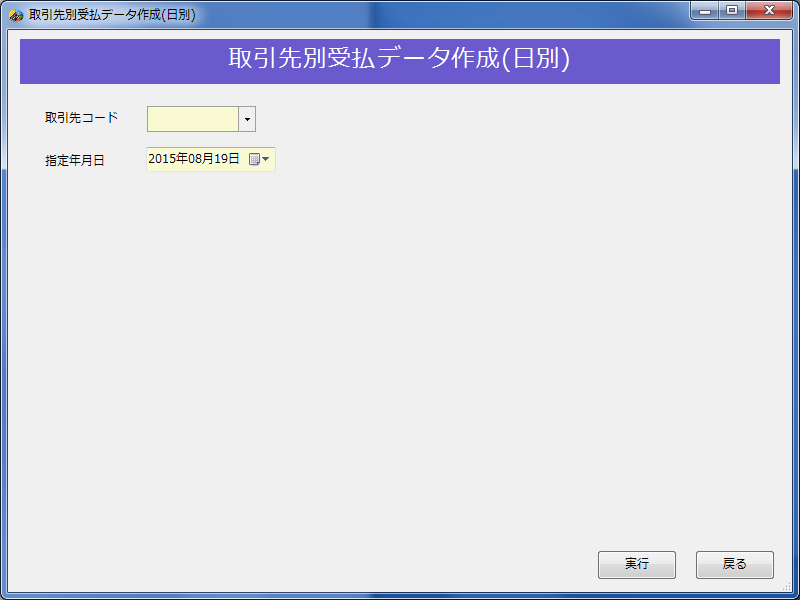 取引先別受払データ作成(日別)
取引先別受払データ作成(日別)
取引先コード
指定年月日 2015年08月19日
実行 戻る